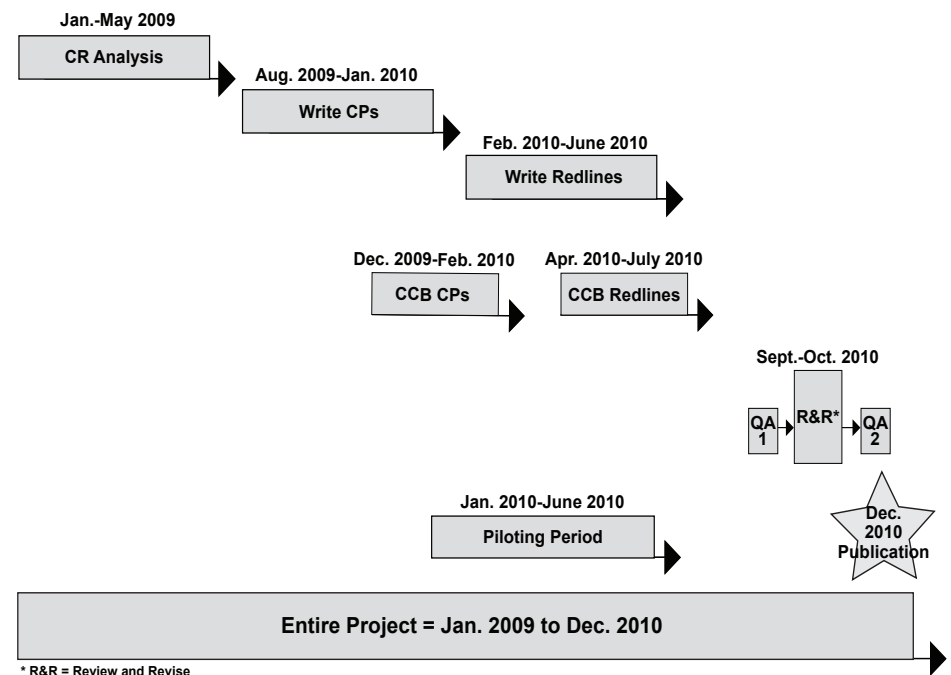 Jan.-May 2009
CR Analysis
Aug. 2009-Jan. 2010
Write CPs
Feb. 2010-June 2010
Write Redlines
Dec. 2009-Feb. 2010
CCB CPs
Apr. 2010-July 2010
CCB Redlines
Sept.-Oct. 2010
QA
1
R&R*
QA
2
Jan. 2010-June 2010
Piloting Period
Dec.
2010
Publication
Entire Project = Jan. 2009 to Dec. 2010
* R&R = Review and Revise